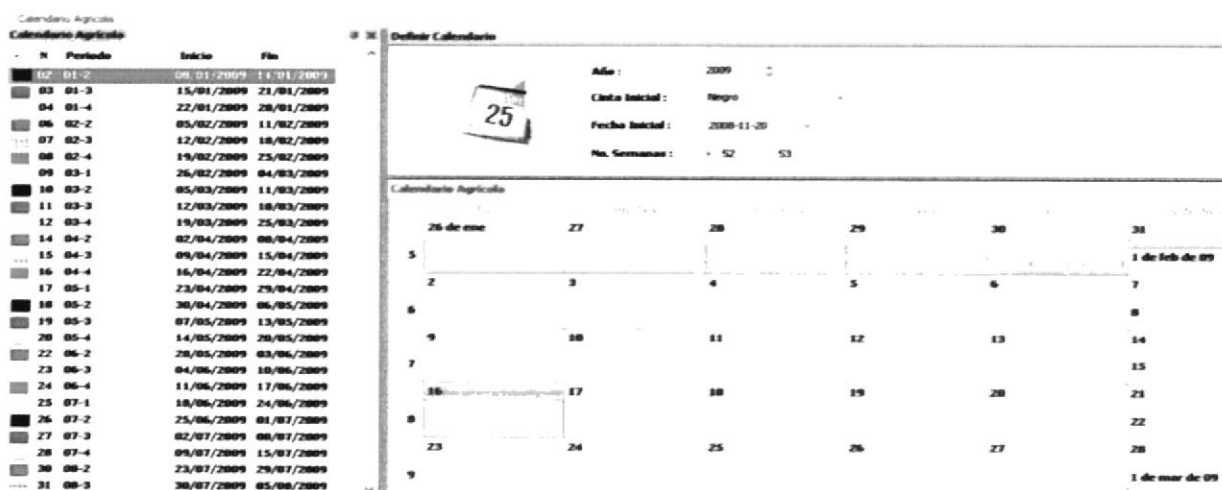 Calendario Agricola
Calendario Agricola
- N Periodo Inicio Fin
02 01-2 08/01/2009 14/01/2009
03 01-3 15/01/2009 21/01/2009
04 01-4 22/01/2009 28/01/2009
06 02-2 05/02/2009 11/02/2009
07 02-3 12/02/2009 18/02/2009
08 02-4 19/02/2009 25/02/2009
09 03-1 26/02/2009 04/03/2009
10 03-2 05/03/2009 11/03/2009
11 03-3 12/03/2009 18/03/2009
12 03-4 19/03/2009 25/03/2009
14 04-2 02/04/2009 08/04/2009
15 04-3 09/04/2009 15/04/2009
16 04-4 16/04/2009 22/04/2009
17 05-1 23/04/2009 29/04/2009
18 05-2 30/04/2009 06/05/2009
19 05-3 07/05/2009 13/05/2009
20 05-4 14/05/2009 20/05/2009
22 06-2 28/05/2009 03/06/2009
23 06-3 04/06/2009 10/06/2009
24 06-4 11/06/2009 17/06/2009
25 07-1 18/06/2009 24/06/2009
26 07-2 25/06/2009 01/07/2009
27 07-3 02/07/2009 08/07/2009
28 07-4 09/07/2009 15/07/2009
30 08-2 23/07/2009 29/07/2009
31 08-3 30/07/2009 05/08/2009
Definir Calendario
25
Año : 2009
Cinta Inicial : Negro
Fecha Inicial : 2008-11-20
No. Semanas : 52 53
Calendario Agricola
26 de ene 27 28 29 30 31
5
1 de feb de 09
2 3 4 5 6 7
6
8
9 10 11 12 13 14
7
15
16 17 18 19 20 21
8
22
23 24 25 26 27 28
9
1 de mar de 09